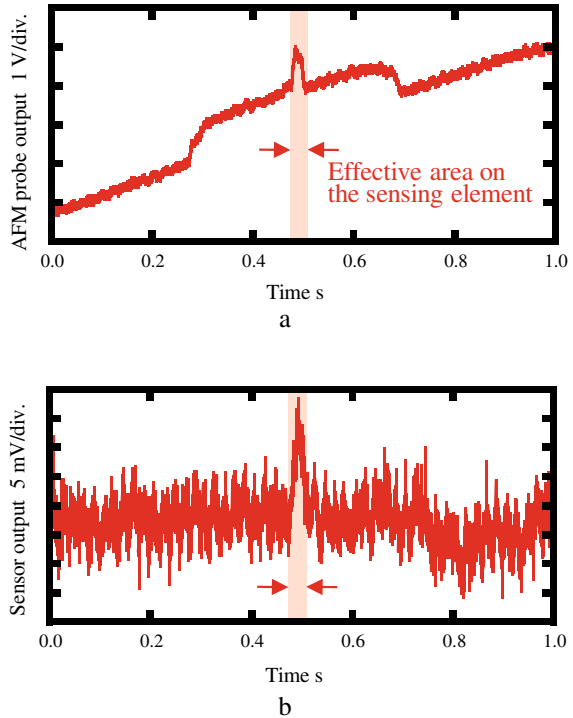 AFM probe output 1 V/div.
Effective area on
the sensing element
0.0 0.2 0.4 0.6 0.8 1.0
Time s
a
Sensor output 5 mV/div.
0.0 0.2 0.4 0.6 0.8 1.0
Time s
b